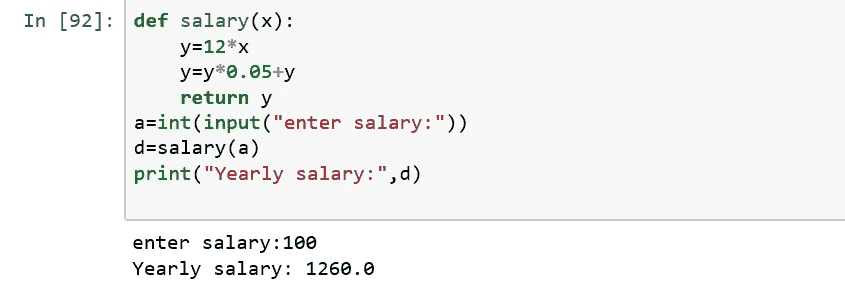 In [92]: def salary(x):
    y=12*x
    y=y*0.05+y
    return y
a=int(input("enter salary:"))
d=salary(a)
print("Yearly salary:",d)
enter salary:100
Yearly salary: 1260.0